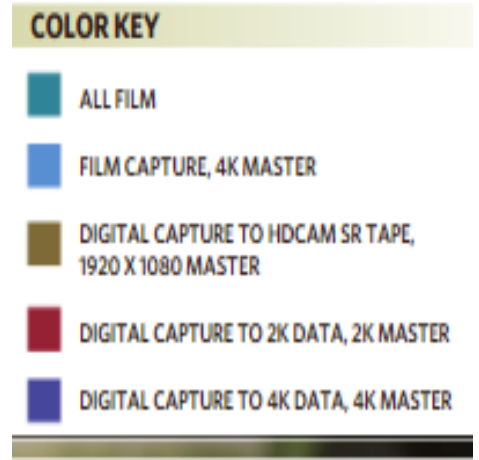 COLOR KEY
ALL FILM
FILM CAPTURE, 4K MASTER
DIGITAL CAPTURE TO HDCAM SR TAPE,
1920 X 1080 MASTER
DIGITAL CAPTURE TO 2K DATA, 2K MASTER
DIGITAL CAPTURE TO 4K DATA, 4K MASTER